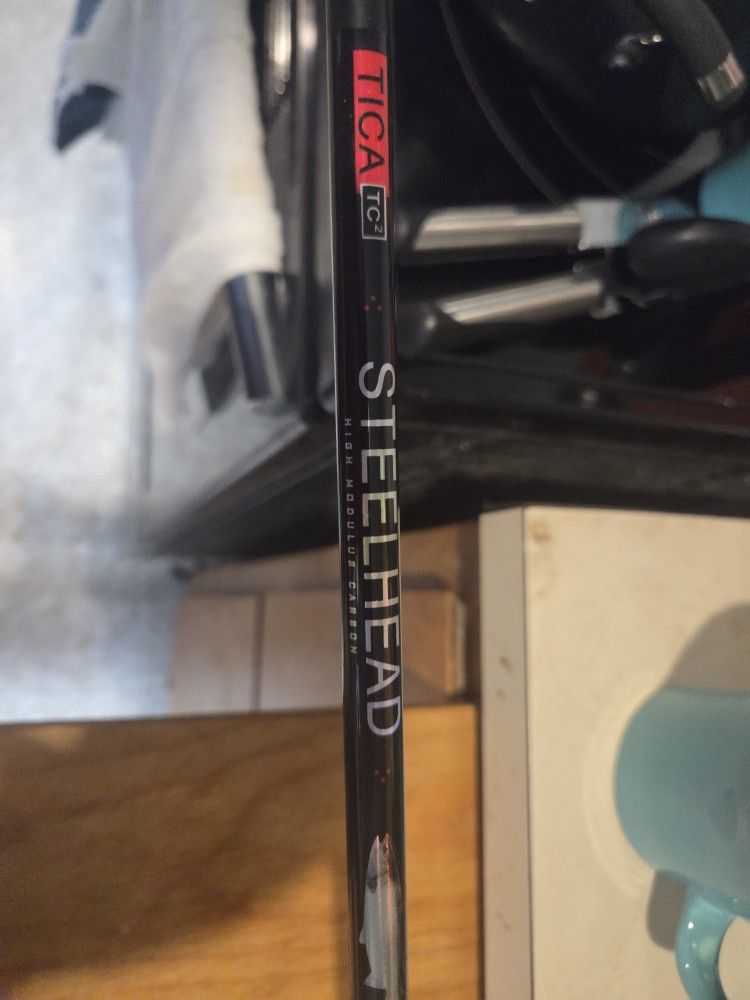 TICA
TC²
STEELHEAD
HIGH MODULUS CARBON